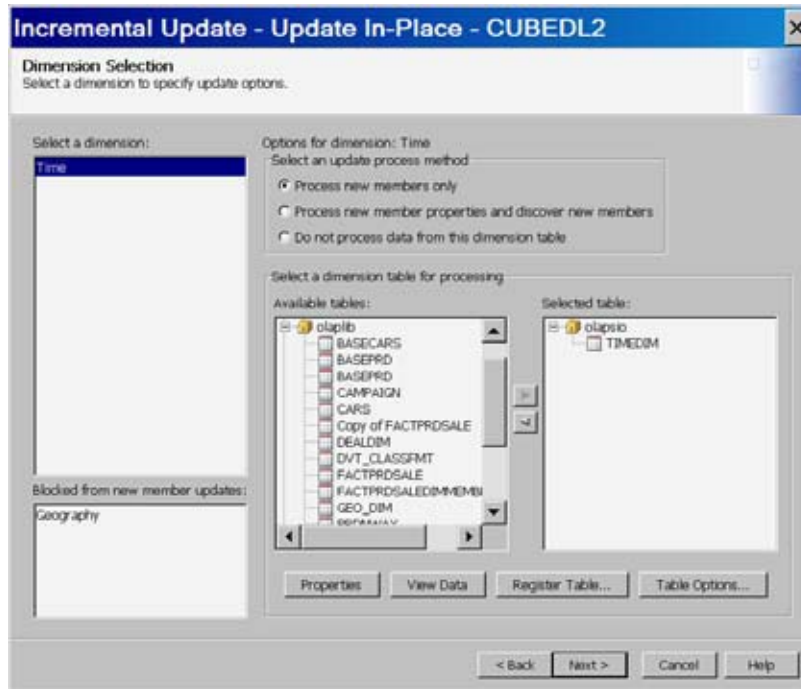 Incremental Update - Update In-Place - CUBEDL2
Dimension Selection
Select a dimension to specify update options.
Select a dimension:
Time
Blocked from new member updates:
Geography
Options for dimension: Time
Select an update process method
Process new members only
Process new member properties and discover new members
Do not process data from this dimension table
Select a dimension table for processing
Available tables:
olaplib
BASECARS
BASEPRD
BASEPRD
CAMPAIGN
CARS
Copy of FACTPRDSALE
DEALDIM
DVT_CLASSFMT
FACTPRDSALE
FACTPRDSALEDIMMEMB
GEO_DIM
Selected table:
olapsio
TIMEDIM
Properties
View Data
Register Table...
Table Options...
< Back
Next >
Cancel
Help